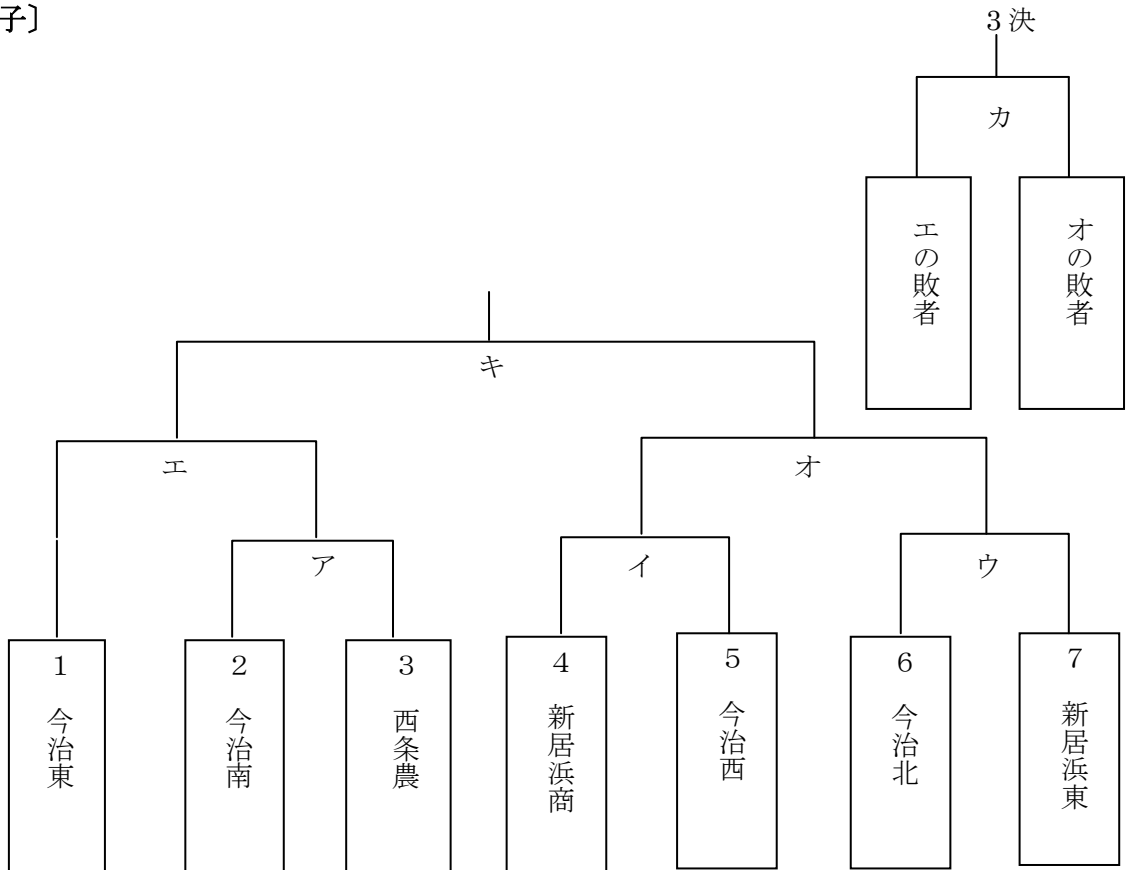 子〕
3決
カ
エの敗者
オの敗者
キ
エ
オ
ア
イ
ウ
1 今治東
2 今治南
3 西条農
4 新居浜商
5 今治西
6 今治北
7 新居浜東